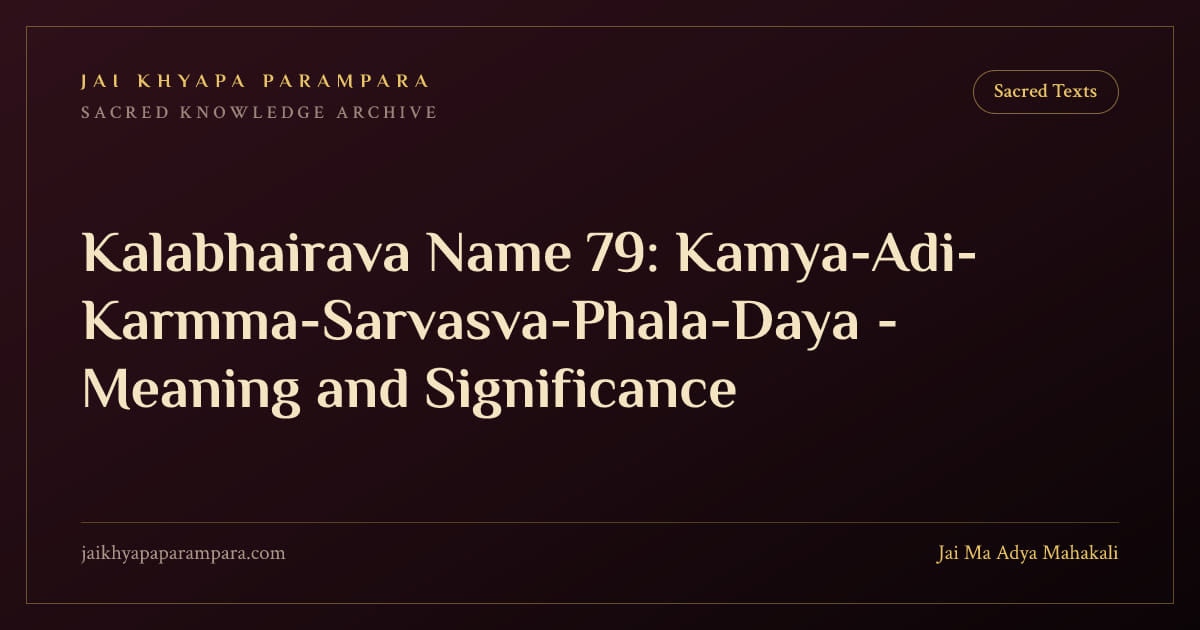 JAI KHYAPA PARAMPARA
SACRED KNOWLEDGE ARCHIVE
Sacred Texts
Kalabhairava Name 79: Kamya-Adi-
Karmma-Sarvasva-Phala-Daya -
Meaning and Significance
jaikhyapaparampara.com
Jai Ma Adya Mahakali